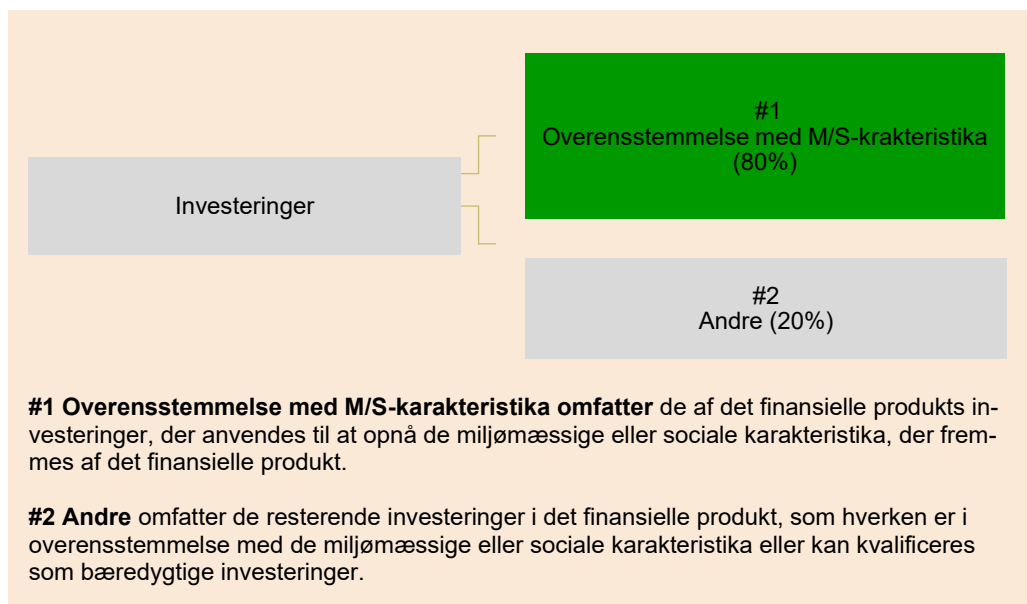 #1
Overensstemmelse med M/S-krakteristika
(80%)
Investeringer
#2
Andre (20%)
#1 Overensstemmelse med M/S-karakteristika omfatter de af det finansielle produkts in-
vesteringer, der anvendes til at opnå de miljømæssige eller sociale karakteristika, der frem-
mes af det finansielle produkt.
#2 Andre omfatter de resterende investeringer i det finansielle produkt, som hverken er i
overensstemmelse med de miljømæssige eller sociale karakteristika eller kan kvalificeres
som bæredygtige investeringer.